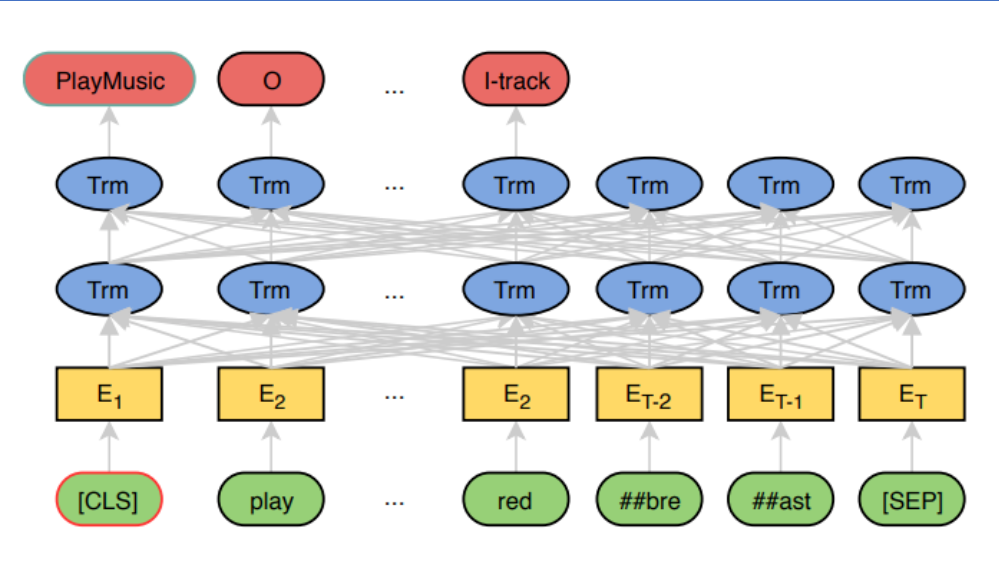 PlayMusic O ... I-track
Trm Trm ... Trm Trm Trm Trm
Trm Trm ... Trm Trm Trm Trm
E1 E2 ... E2 ET-2 ET-1 ET
[CLS] play ... red ##bre ##ast [SEP]